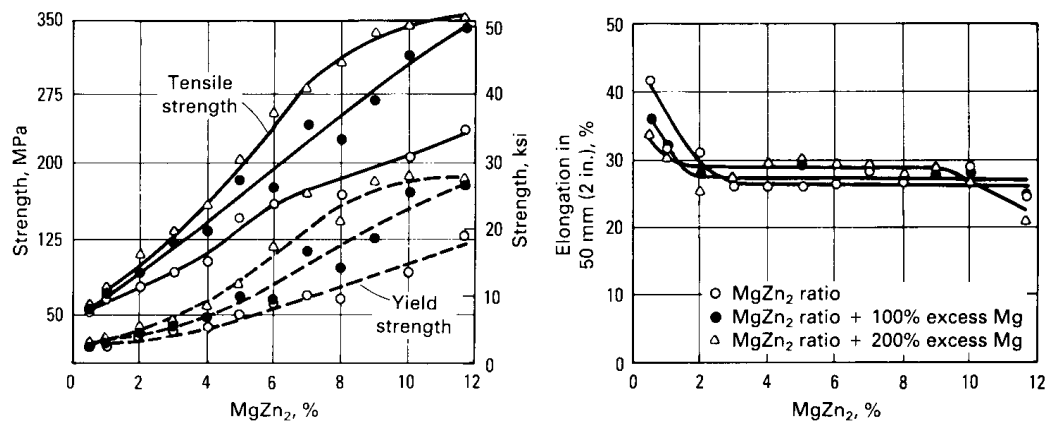 350
275
200
125
50
Strength, MPa
Tensile
strength
Yield
strength
50
40
30
20
10
0
Strength, ksi
0 2 4 6 8 10 12
MgZn₂, %
60
50
40
30
20
10
0
Elongation in
50 mm (2 in.), %
MgZn₂ ratio
MgZn₂ ratio + 100% excess Mg
MgZn₂ ratio + 200% excess Mg
0 2 4 6 8 10 12
MgZn₂, %